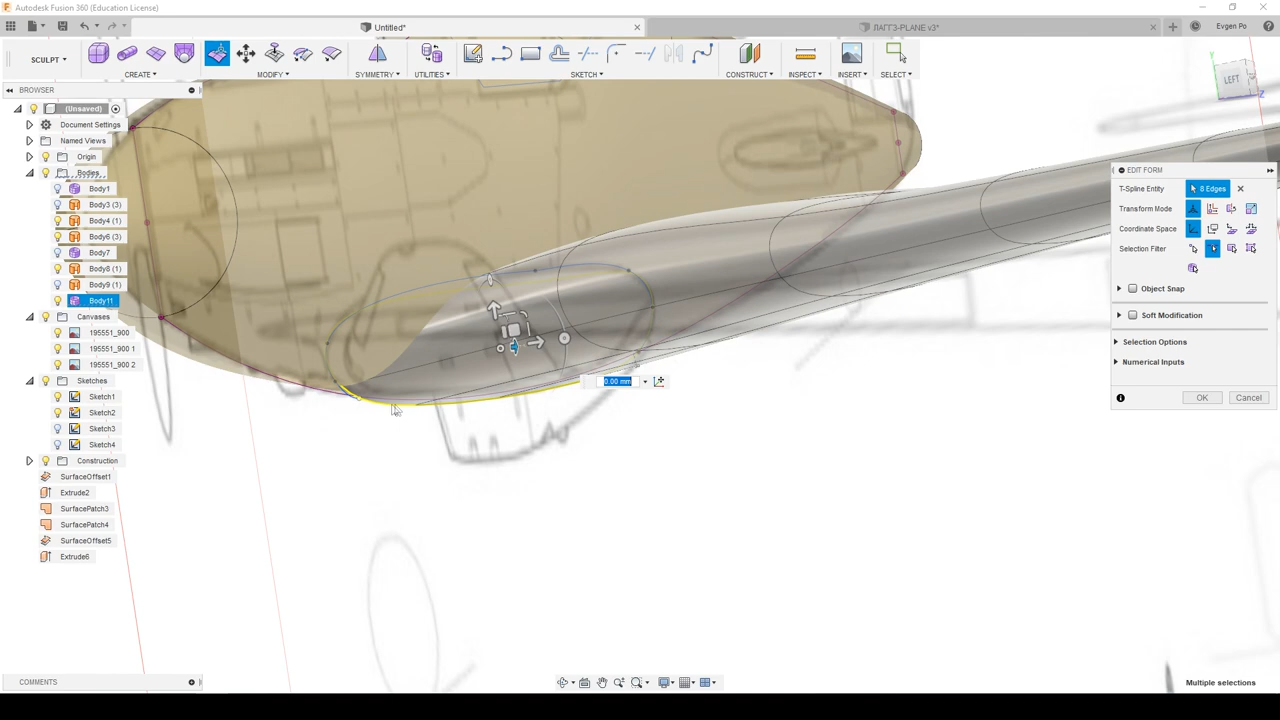 Autodesk Fusion 360 (Education License)
Untitled*
ЛАГГ3-PLANE v3*
Evgen Po
SCULPT
CREATE
MODIFY
SYMMETRY
UTILITIES
SKETCH
CONSTRUCT
INSPECT
INSERT
SELECT
BROWSER
(Unsaved)
Document Settings
Named Views
Origin
Bodies
Body1
Body3 (3)
Body4 (1)
Body6 (3)
Body7
Body8 (1)
Body9 (1)
Body11
Canvases
195551_900
195551_900 1
195551_900 2
Sketches
Sketch1
Sketch2
Sketch3
Sketch4
Construction
SurfaceOffset1
Extrude2
SurfacePatch3
SurfacePatch4
SurfaceOffset5
Extrude6
Y
LEFT
Z
EDIT FORM
T-Spline Entity
8 Edges
Transform Mode
Coordinate Space
Selection Filter
Object Snap
Soft Modification
Selection Options
Numerical Inputs
OK
Cancel
0.00 mm
COMMENTS
Multiple selections